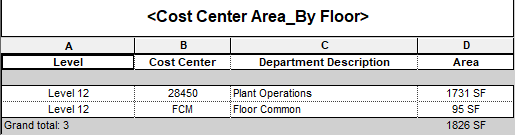 <Cost Center Area_By Floor>
A B C D
Level Cost Center Department Description Area
Level 12 28450 Plant Operations 1731 SF
Level 12 FCM Floor Common 95 SF
Grand total: 3 1826 SF